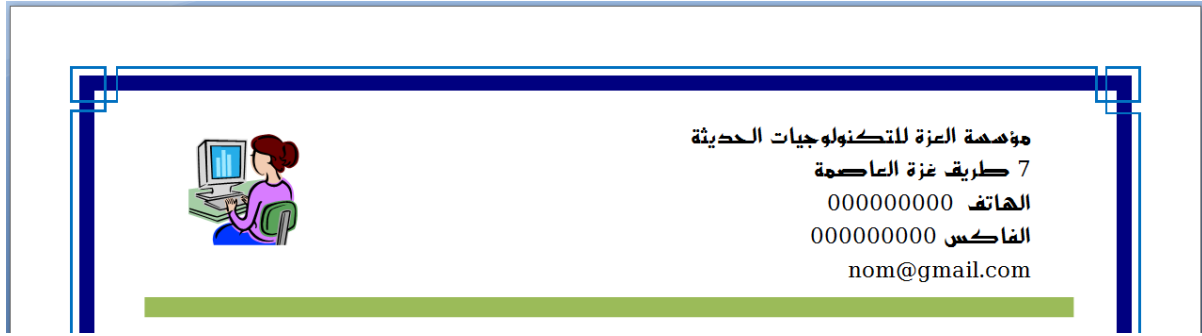 مؤسسة العزة للتكنولوجيات الحديثة
7 طريق غزة العاصمة
الهاتف 000000000
الفاكس 000000000
nom@gmail.com